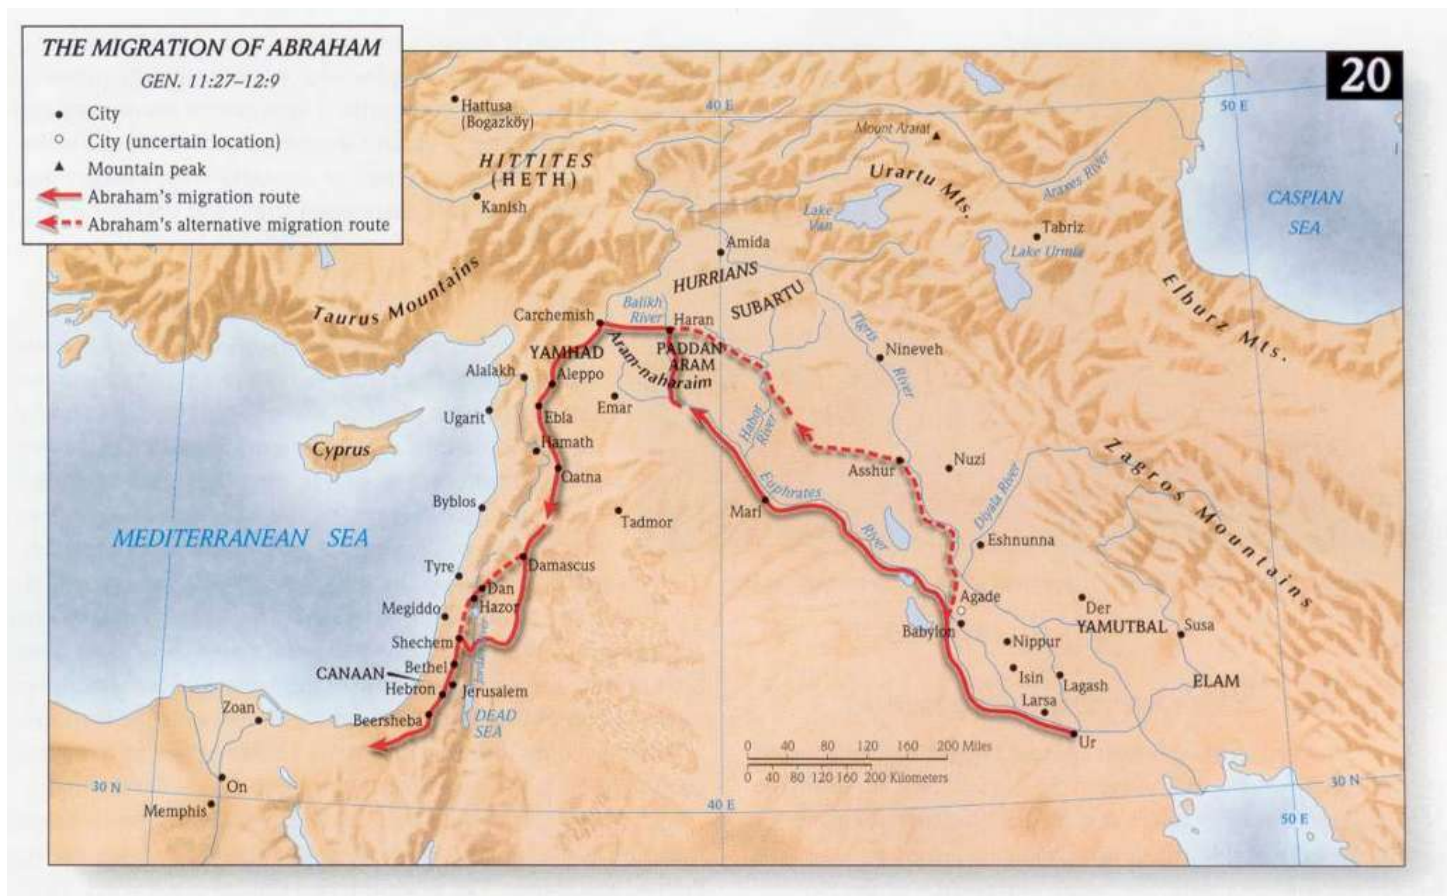 THE MIGRATION OF ABRAHAM
GEN. 11:27–12:9
City
City (uncertain location)
Mountain peak
Abraham's migration route
Abraham's alternative migration route
20
Hattusa
(Bogazköy)
40 E
50 E
Mount Ararat
HITTITES
(HETH)
Kanish
Urartu Mts.
Araxes River
CASPIAN
SEA
Lake
Van
Tabriz
Lake Urmia
Amida
HURRIANS
SUBARTU
Taurus Mountains
Elburz Mts.
Balikh
River
Carchemish
Haran
Tigris
River
Nineveh
YAMHAD
PADDAN
ARAM
Aram-naharaim
Alalakh
Aleppo
Emar
Ugarit
Ebla
Habor
River
Cyprus
Hamath
Qatna
Asshur
Nuzi
Zagros Mountains
Diyala River
Byblos
Mari
Euphrates
River
Tadmor
MEDITERRANEAN SEA
Eshnunna
Tyre
Damascus
Dan
Hazor
Megiddo
Agade
Der
Babylon
YAMUTBAL
Susa
Shechem
Nippur
Jordan River
Bethel
CANAAN
Isin
Lagash
ELAM
Hebron
Jerusalem
Larsa
Zoan
Beersheba
DEAD
SEA
Ur
0 40 80 120 160 200 Miles
0 40 80 120 160 200 Kilometers
30 N
On
30 N
Memphis
40 E
50 E